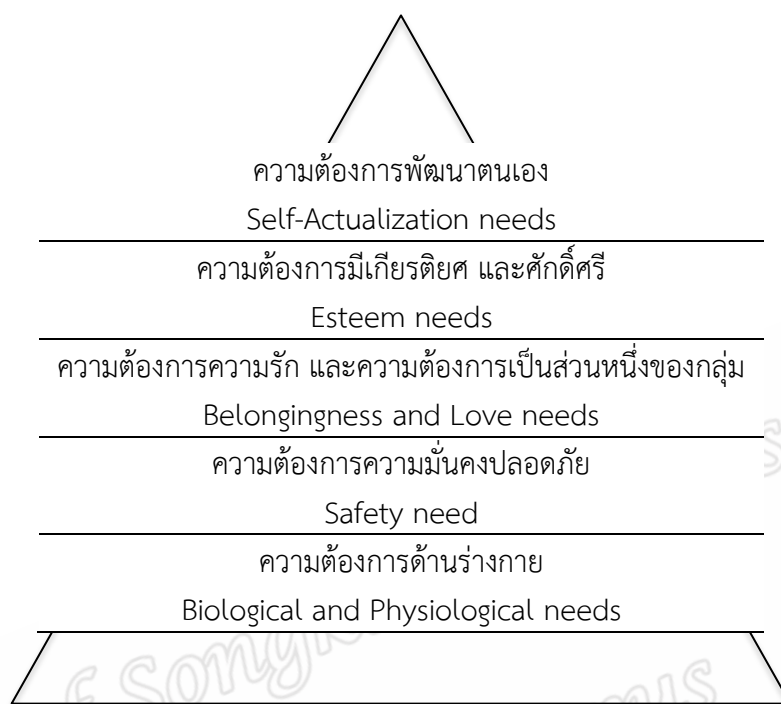 ความต้องการพัฒนาตนเอง
Self-Actualization needs
ความต้องการมีเกียรติยศ และศักดิ์ศรี
Esteem needs
ความต้องการความรัก และความต้องการเป็นส่วนหนึ่งของกลุ่ม
Belongingness and Love needs
ความต้องการความมั่นคงปลอดภัย
Safety need
ความต้องการด้านร่างกาย
Biological and Physiological needs